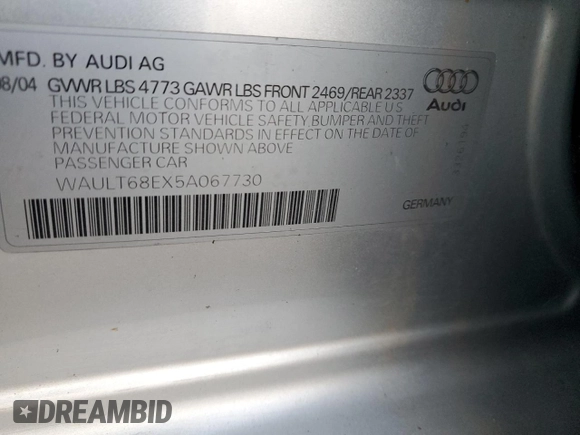 MFD. BY AUDI AG
08/04 GVWR LBS 4773 GAWR LBS FRONT 2469/REAR 2337
THIS VEHICLE CONFORMS TO ALL APPLICABLE U.S
FEDERAL MOTOR VEHICLE SAFETY BUMPER AND THEFT
PREVENTION STANDARDS IN EFFECT ON THE DATE OF
MANUFACTURE SHOWN ABOVE
PASSENGER CAR
WAULT68EX5A067730
Audi
GERMANY
DREAMBID